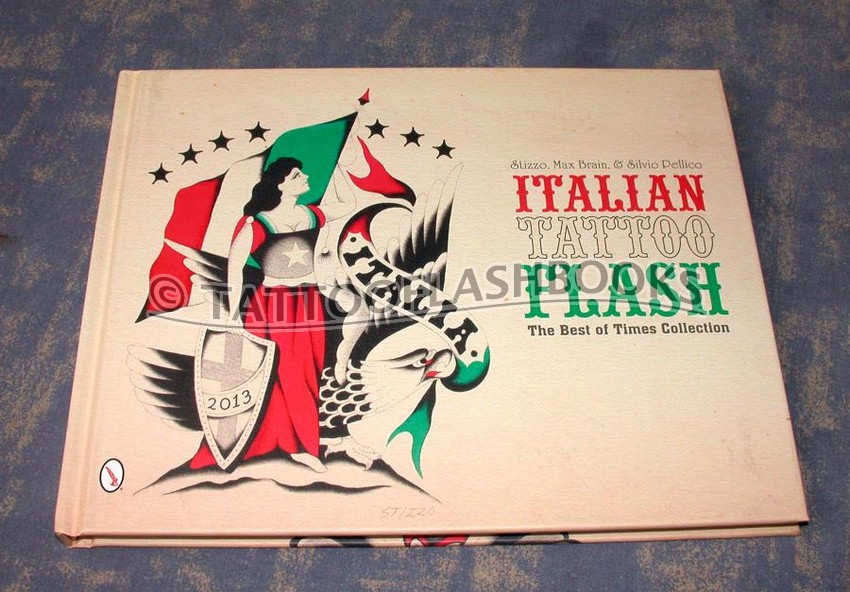 Stizzo, Max Brain, & Silvio Pellico
ITALIAN
TATTOO
FLASH
The Best of Times Collection
·ITALIA·
2013
STIZZO
© TATTOOFLASHBOOKS